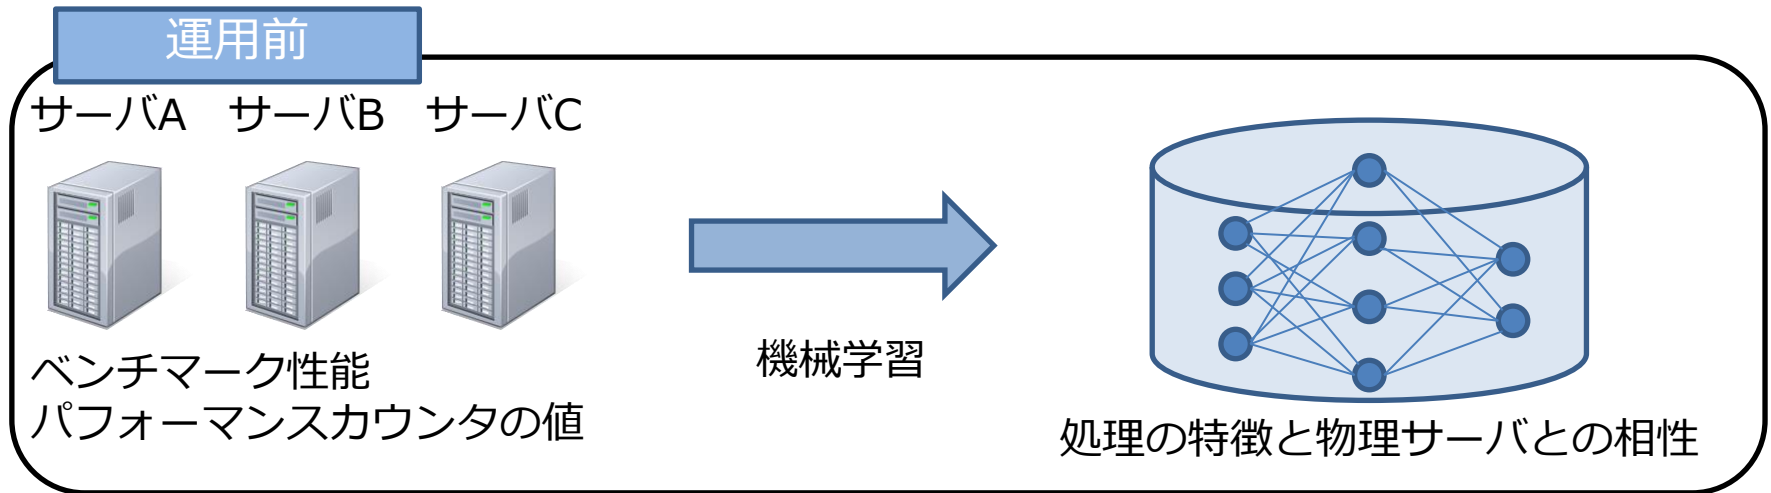 運用前
サーバA サーバB サーバC
ベンチマーク性能
パフォーマンスカウンタの値
機械学習
処理の特徴と物理サーバとの相性